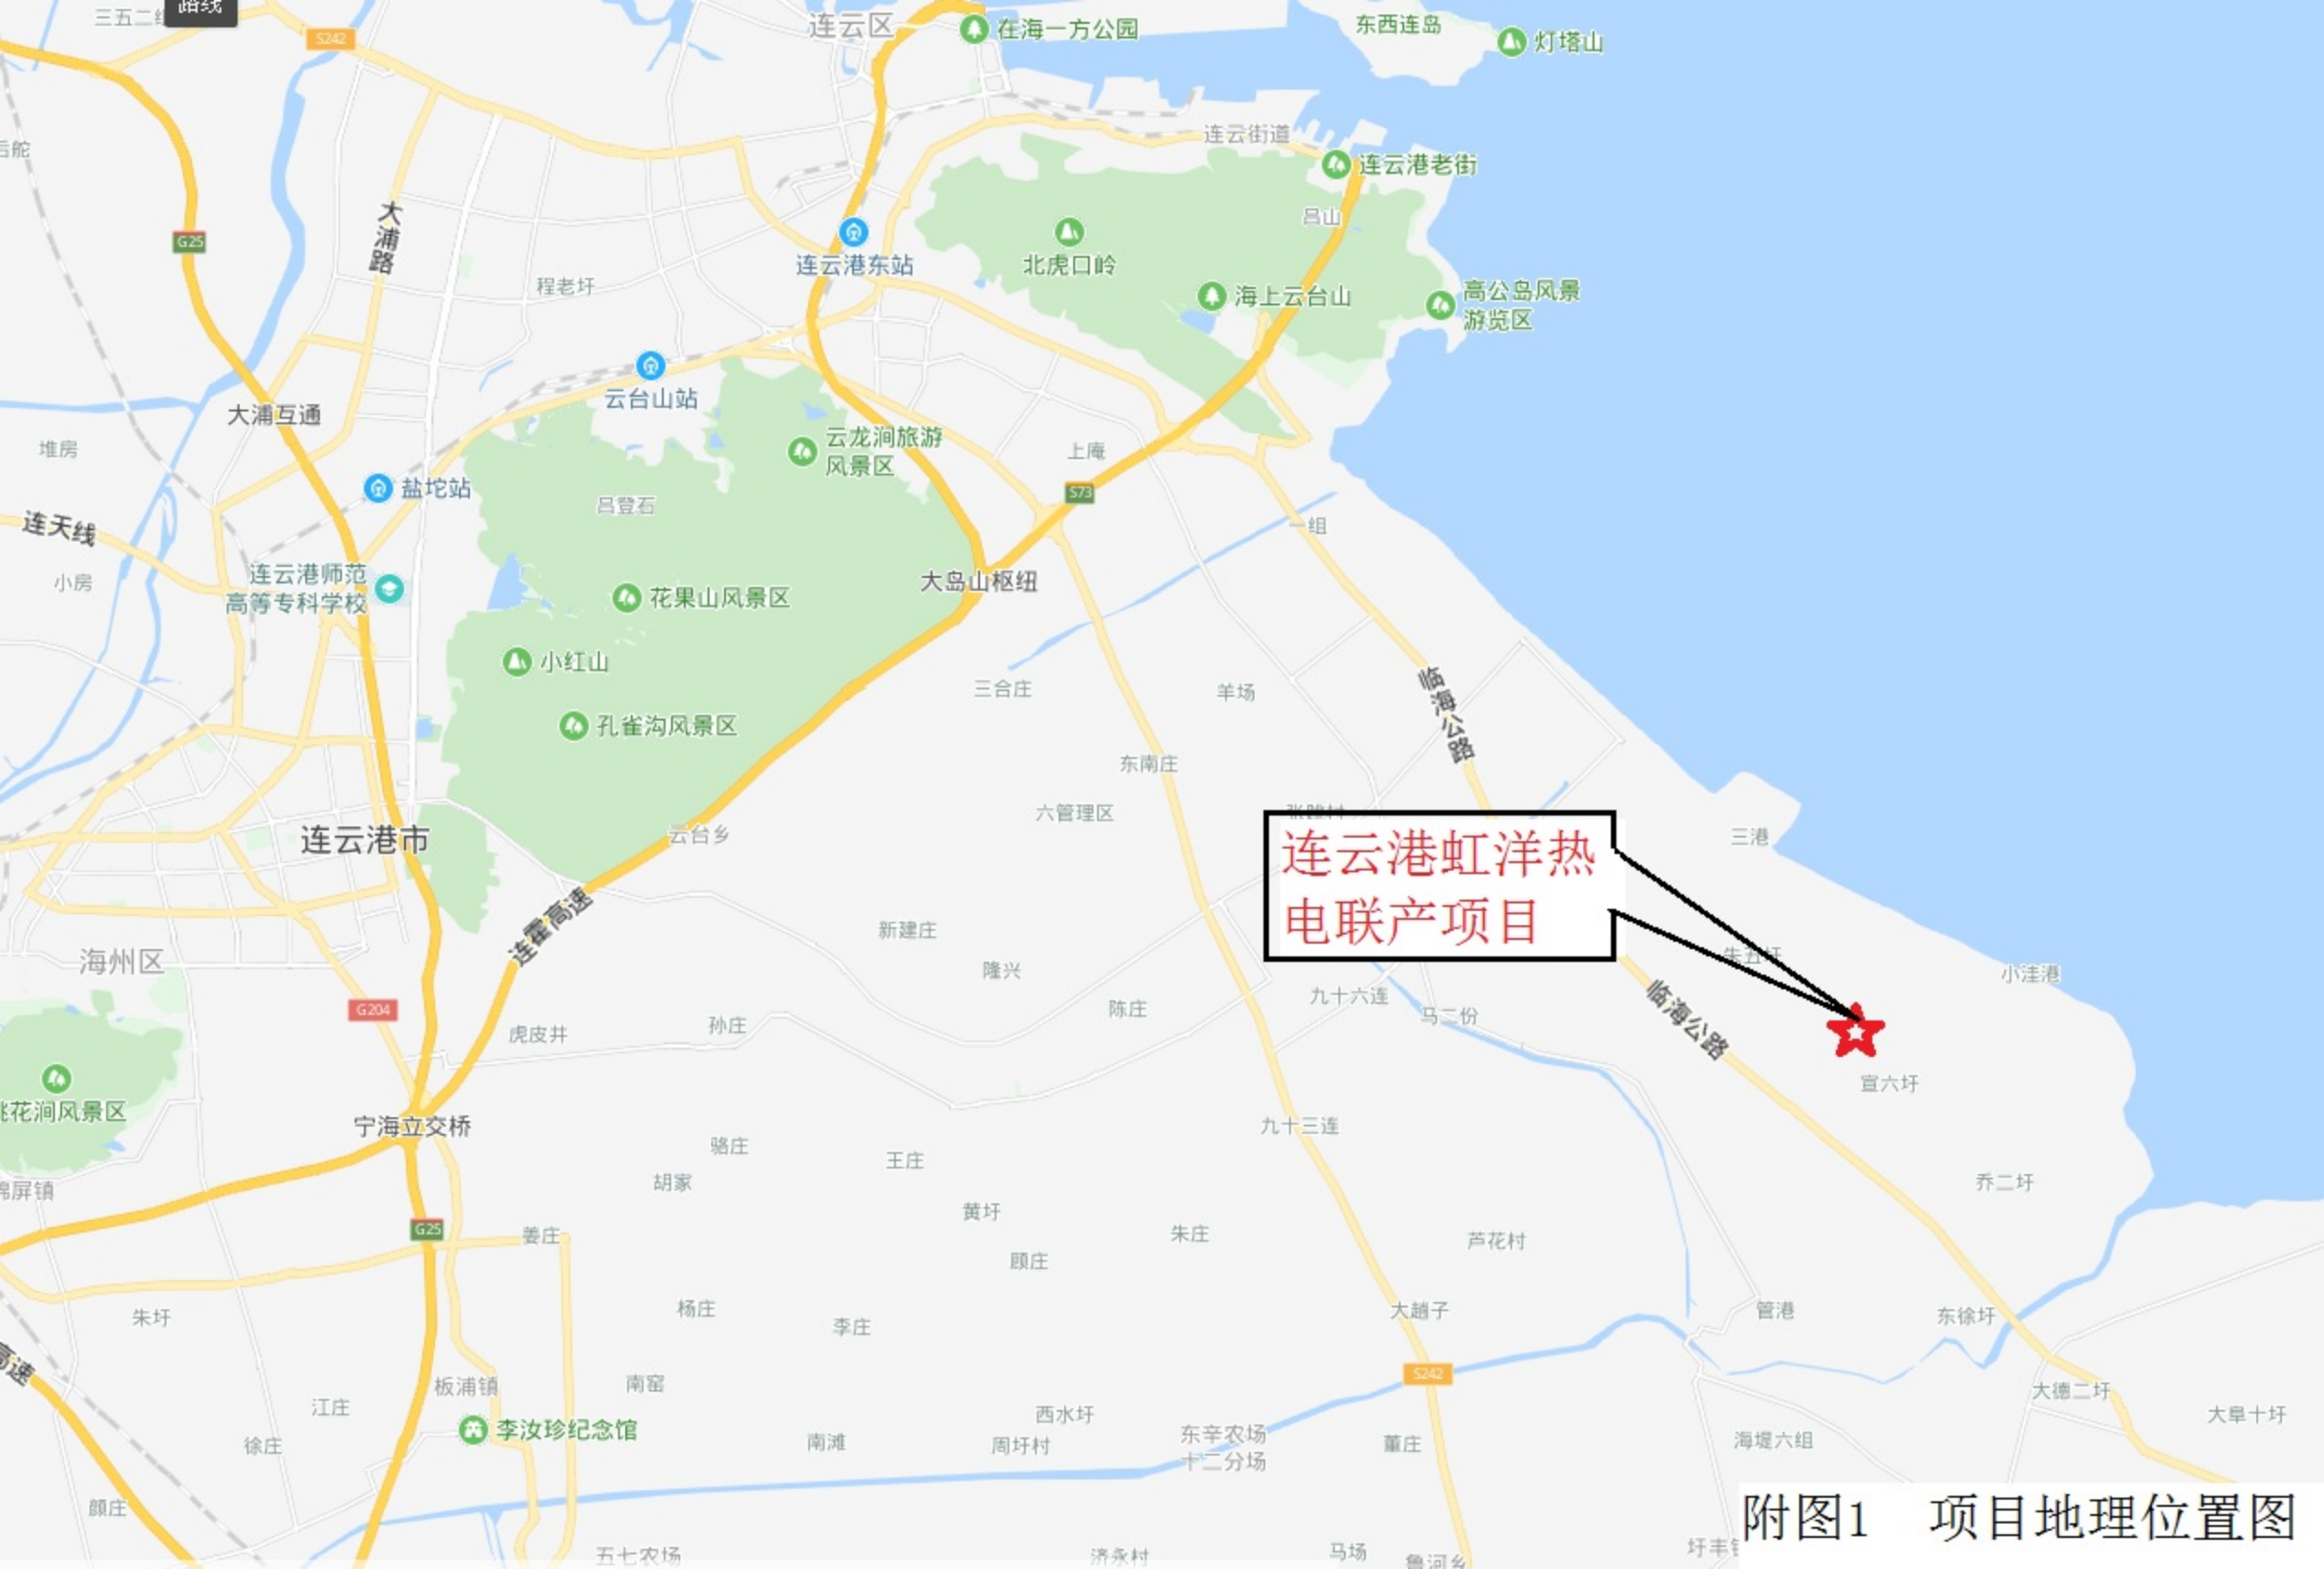 路线
S242
连云区
在海一方公园
东西连岛
灯塔山
连云街道
连云港老街
吕山
G25
大浦路
连云港东站
北虎口岭
程老圩
海上云台山
高公岛风景
游览区
云台山站
大浦互通
堆房
云龙涧旅游
风景区
上庵
盐坨站
S73
吕登石
连天线
一组
连云港师范
高等专科学校
小房
花果山风景区
大岛山枢纽
小红山
三合庄
羊场
临海公路
孔雀沟风景区
东南庄
六管理区
三港
云台乡
连云港市
连云港虹洋热
电联产项目
连霍高速
新建庄
海州区
隆兴
朱五圩
小洼港
九十六连
陈庄
马二份
临海公路
G204
孙庄
虎皮井
宣六圩
宁海立交桥
九十三连
骆庄
王庄
胡家
乔二圩
黄圩
朱庄
G25
姜庄
芦花村
顾庄
朱圩
杨庄
李庄
大趟子
管港
东徐圩
高速
S242
板浦镇
南窑
江庄
大德二圩
西水圩
大阜十圩
李汝珍纪念馆
东辛农场
十二分场
徐庄
南滩
周圩村
董庄
海堤六组
颜庄
附图1 项目地理位置图
五七农场
济永村
马场
鲁河乡